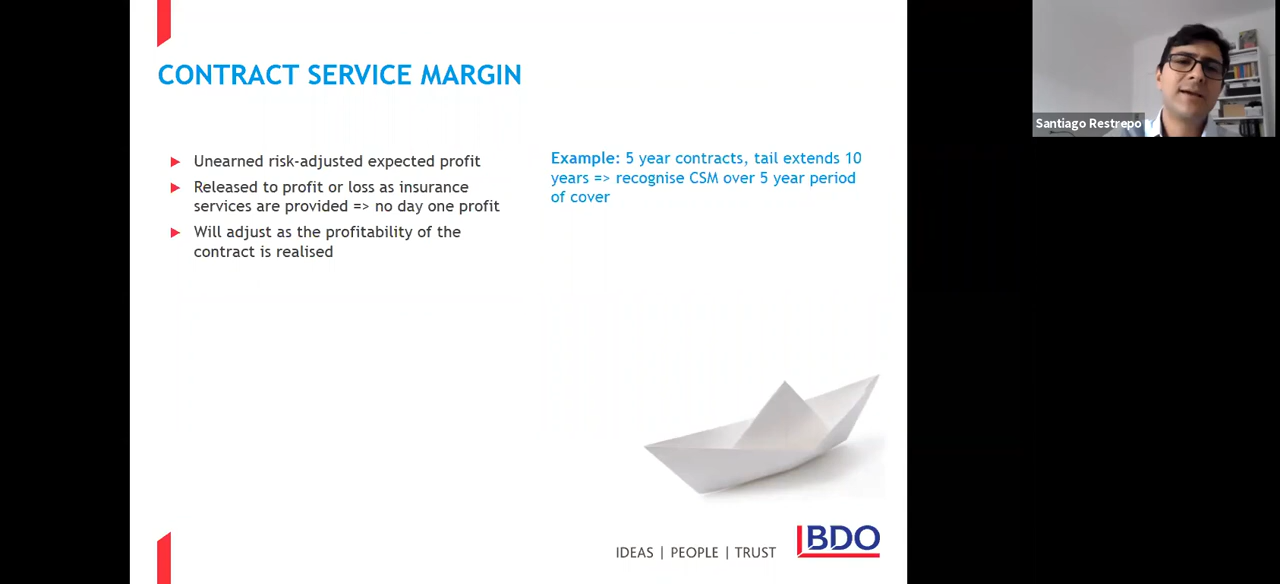 CONTRACT SERVICE MARGIN
Unearned risk-adjusted expected profit
Released to profit or loss as insurance
services are provided => no day one profit
Will adjust as the profitability of the
contract is realised
Example: 5 year contracts, tail extends 10
years => recognise CSM over 5 year period
of cover
IDEAS | PEOPLE | TRUST
BDO
Santiago Restrepo